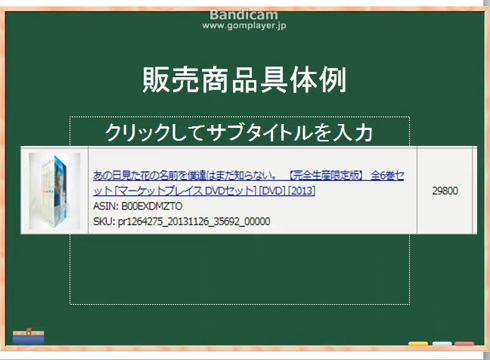 Bandicam
www.gomplayer.jp
販売商品具体例
クリックしてサブタイトルを入力
あの日見た花の名前を僕達はまだ知らない。 【完全生産限定版】 全6巻セ
ット [マーケットプレイス DVDセット] [DVD] [2013]
29800
ASIN: B00EXDMZTO
SKU: pr1264275_20131126_35692_00000